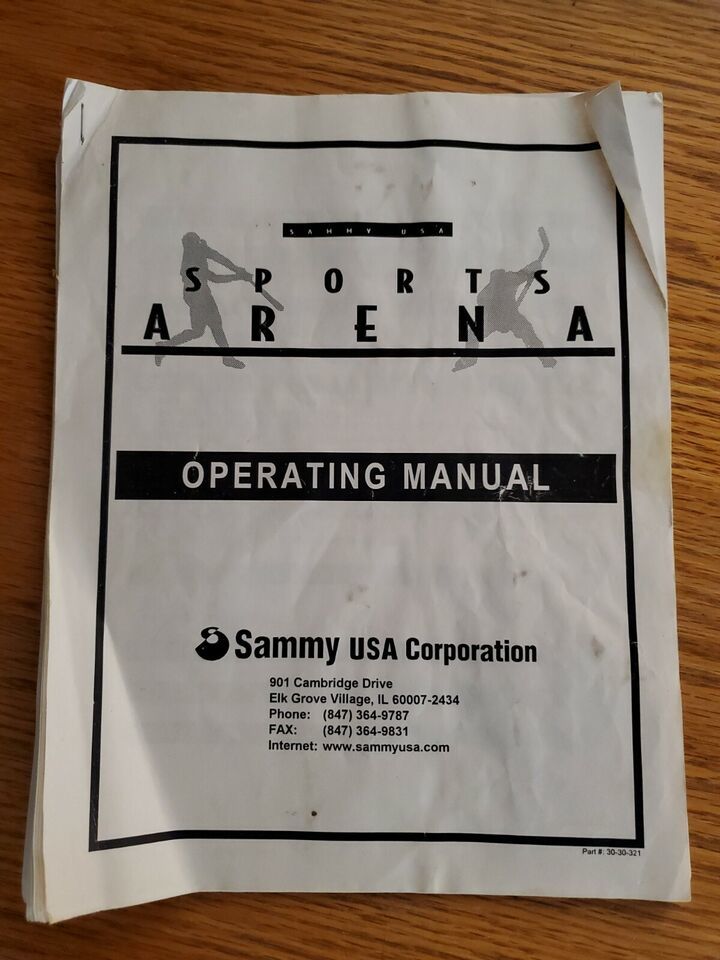 SAMMY USA
SPORTS
ARENA
OPERATING MANUAL
Sammy USA Corporation
901 Cambridge Drive
Elk Grove Village, IL 60007-2434
Phone: (847) 364-9787
FAX: (847) 364-9831
Internet: www.sammyusa.com
Part #: 30-30-321